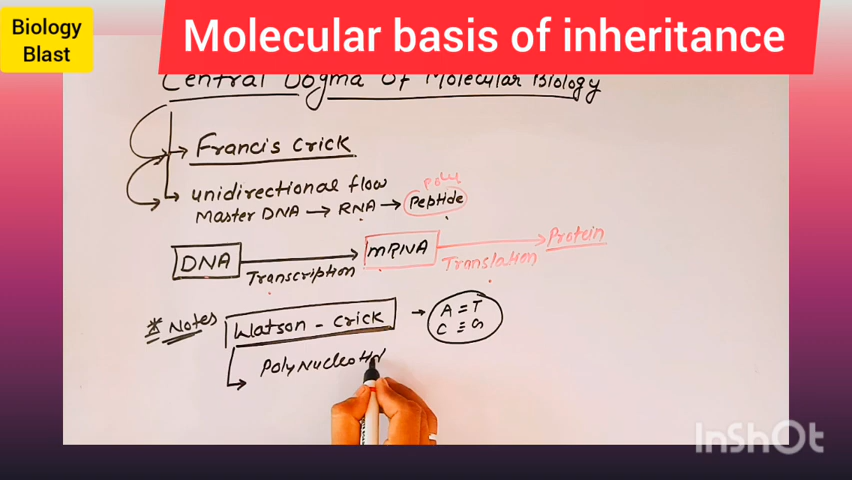 Biology
Blast
Molecular basis of inheritance
Central Dogma Of Molecular Biology
Francis Crick
unidirectional flow
Master DNA → RNA → Peptide
Poly
DNA
Transcription
mRNA
Translation
Protein
* Notes
Watson - Crick
→ A = T
C ≡ G
PolyNucleoti
InShOt